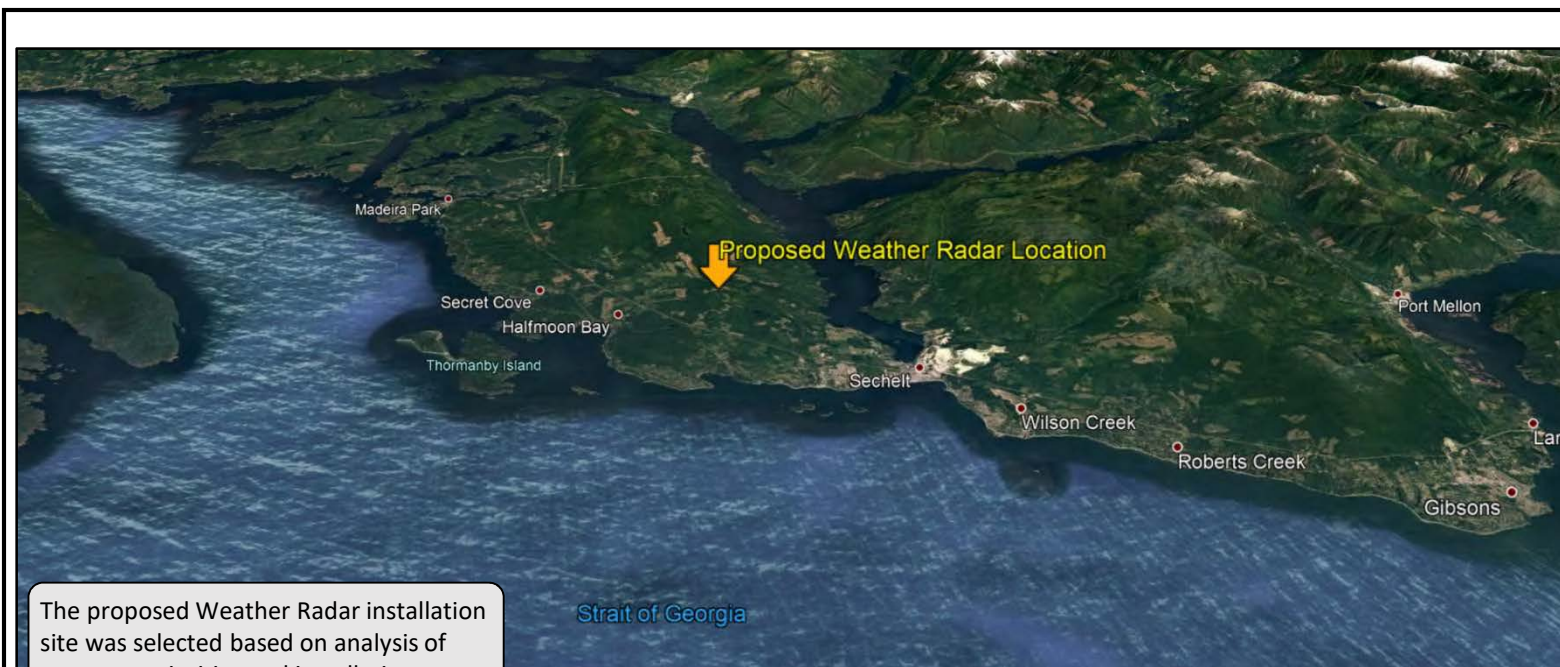 Madeira Park
Proposed Weather Radar Location
Secret Cove
Port Mellon
Halfmoon Bay
Thormanby Island
Sechelt
Wilson Creek
Lar
Roberts Creek
Gibsons
Strait of Georgia
The proposed Weather Radar installation
site was selected based on analysis of